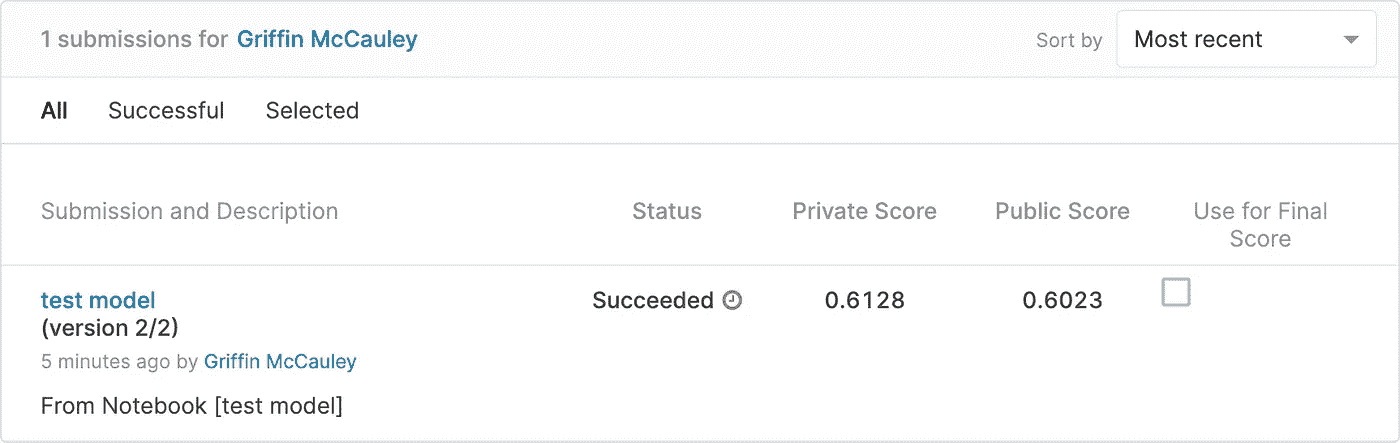 1 submissions for Griffin McCauley
Sort by Most recent
All Successful Selected
Submission and Description Status Private Score Public Score Use for Final
Score
test model Succeeded 0.6128 0.6023
(version 2/2)
5 minutes ago by Griffin McCauley
From Notebook [test model]